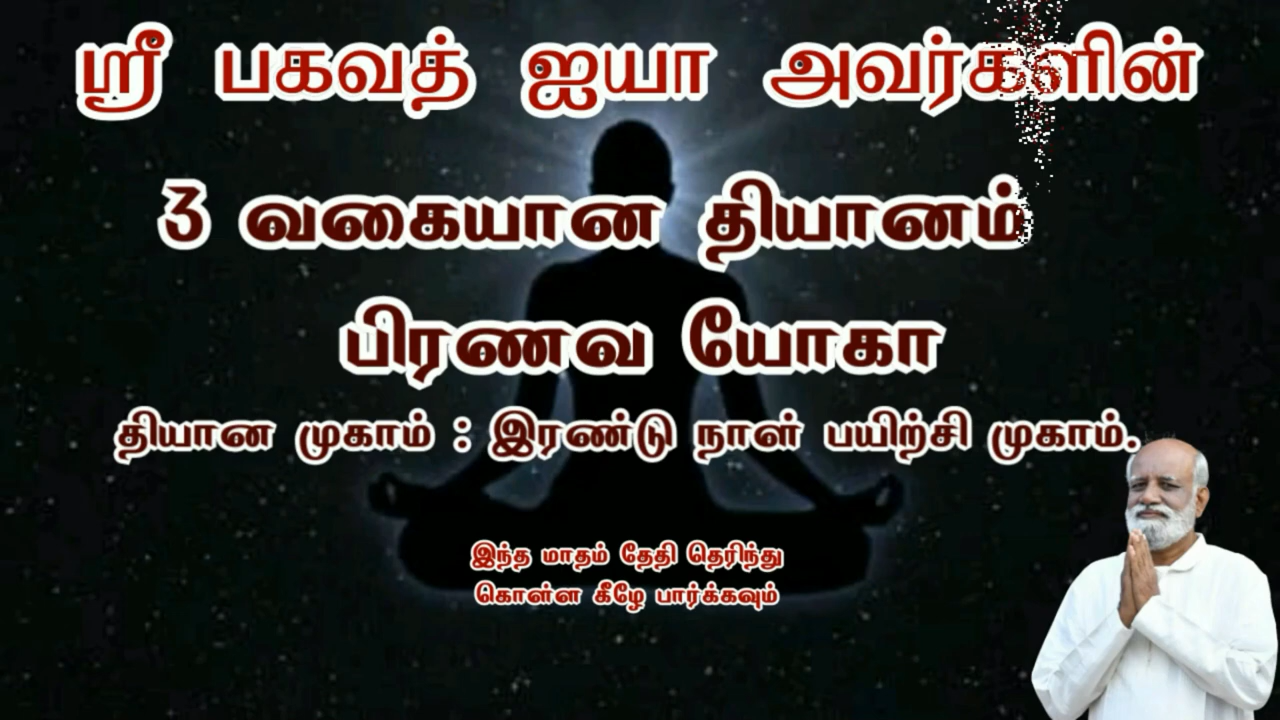 ஸ்ரீ பகவத் ஐயா அவர்களின்
3 வகையான தியானம்
பிரணவ யோகா
தியான முகாம் : இரண்டு நாள் பயிற்சி முகாம்.
இந்த மாதம் தேதி தெரிந்து
கொள்ள கீழே பார்க்கவும்